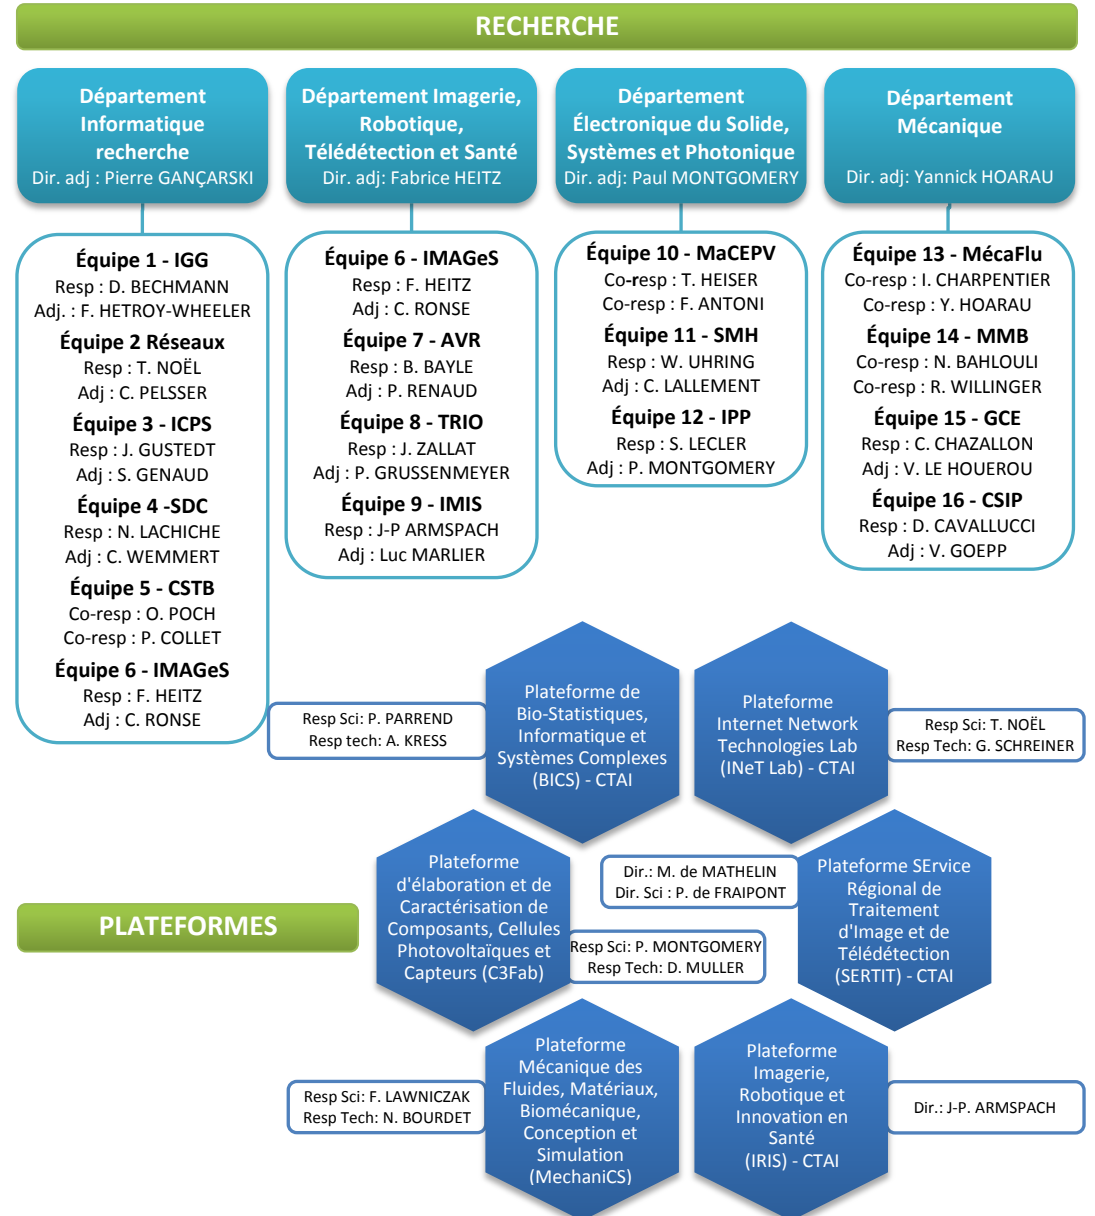 RECHERCHE
Département
Informatique
recherche
Dir. adj : Pierre GANÇARSKI
Département Imagerie,
Robotique,
Télédétection et Santé
Dir. adj: Fabrice HEITZ
Département
Électronique du Solide,
Systèmes et Photonique
Dir. adj: Paul MONTGOMERY
Département
Mécanique
Dir. adj: Yannick HOARAU
Équipe 1 - IGG
Resp : D. BECHMANN
Adj. : F. HETROY-WHEELER
Équipe 2 Réseaux
Resp : T. NOËL
Adj : C. PELSSER
Équipe 3 - ICPS
Resp : J. GUSTEDT
Adj : S. GENAUD
Équipe 4 -SDC
Resp : N. LACHICHE
Adj : C. WEMMERT
Équipe 5 - CSTB
Co-resp : O. POCH
Co-resp : P. COLLET
Équipe 6 - IMAGeS
Resp : F. HEITZ
Adj : C. RONSE
Équipe 6 - IMAGeS
Resp : F. HEITZ
Adj : C. RONSE
Équipe 7 - AVR
Resp : B. BAYLE
Adj : P. RENAUD
Équipe 8 - TRIO
Resp : J. ZALLAT
Adj : P. GRUSSENMEYER
Équipe 9 - IMIS
Resp : J-P ARMSPACH
Adj : Luc MARLIER
Équipe 10 - MaCEPV
Co-resp : T. HEISER
Co-resp : F. ANTONI
Équipe 11 - SMH
Resp : W. UHRING
Adj : C. LALLEMENT
Équipe 12 - IPP
Resp : S. LECLER
Adj : P. MONTGOMERY
Équipe 13 - MécaFlu
Co-resp : I. CHARPENTIER
Co-resp : Y. HOARAU
Équipe 14 - MMB
Co-resp : N. BAHLOULI
Co-resp : R. WILLINGER
Équipe 15 - GCE
Resp : C. CHAZALLON
Adj : V. LE HOUEROU
Équipe 16 - CSIP
Resp : D. CAVALLUCCI
Adj : V. GOEPP
PLATEFORMES
Resp Sci: P. PARREND
Resp tech: A. KRESS
Plateforme de
Bio-Statistiques,
Informatique et
Systèmes Complexes
(BICS) - CTAI
Plateforme
Internet Network
Technologies Lab
(INeT Lab) - CTAI
Resp Sci: T. NOËL
Resp Tech: G. SCHREINER
Plateforme
d'élaboration et de
Caractérisation de
Composants, Cellules
Photovoltaïques et
Capteurs (C3Fab)
Resp Sci: P. MONTGOMERY
Resp Tech: D. MULLER
Dir.: M. de MATHELIN
Dir. Sci : P. de FRAIPONT
Plateforme SErvice
Régional de
Traitement
d'Image et de
Télédétection
(SERTIT) - CTAI
Resp Sci: F. LAWNICZAK
Resp Tech: N. BOURDET
Plateforme
Mécanique des
Fluides, Matériaux,
Biomécanique,
Conception et
Simulation
(MechaniCS)
Plateforme
Imagerie,
Robotique et
Innovation en
Santé
(IRIS) - CTAI
Dir.: J-P. ARMSPACH